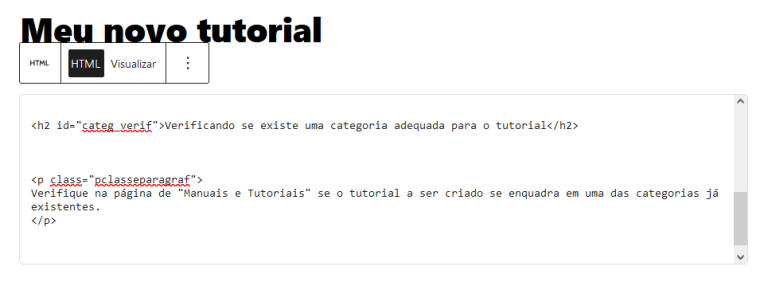 Meu novo tutorial
HTML HTML Visualizar
<h2 id="categ_verif">Verificando se existe uma categoria adequada para o tutorial</h2>
<p class="pclasseparagraf">
Verifique na página de "Manuais e Tutoriais" se o tutorial a ser criado se enquadra em uma das categorias já
existentes.
</p>